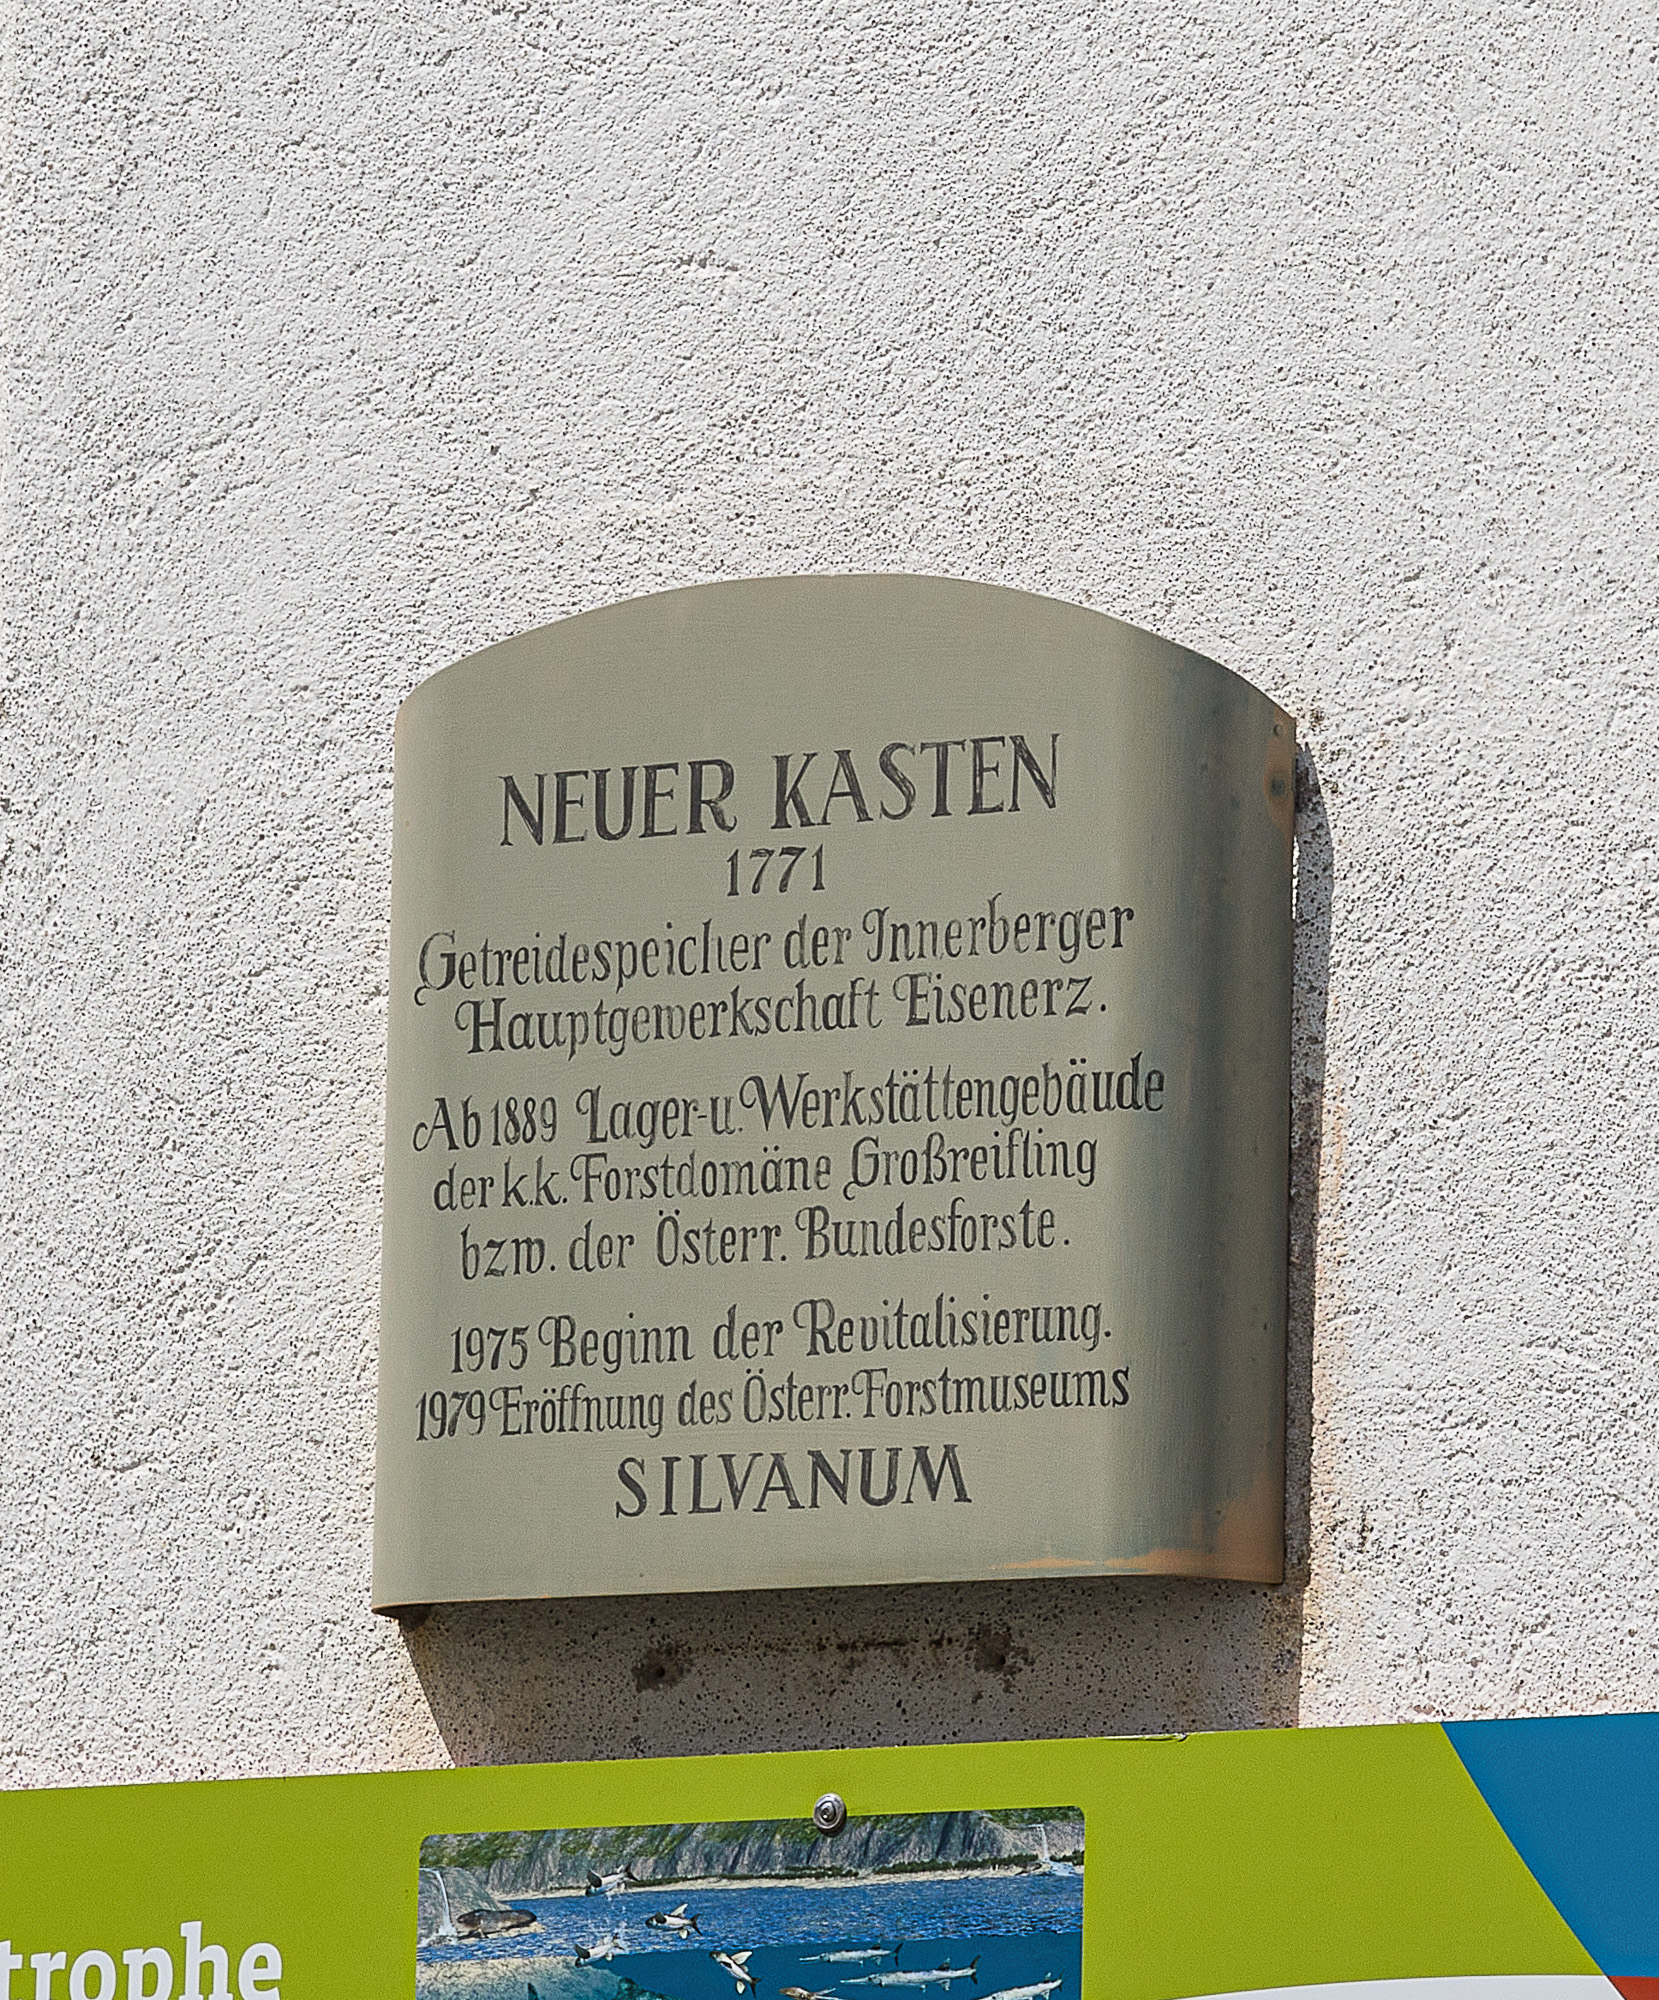 NEUER KASTEN
1771
Getreidespeicher der Innerberger
Hauptgewerkschaft Eisenerz.
Ab 1889 Lager-u. Werkstättengebäude
der k.k. Forstdomäne Großreifling
bzw. der Österr. Bundesforste.
1975 Beginn der Revitalisierung.
1979 Eröffnung des Österr. Forstmuseums
SILVANUM
trophe